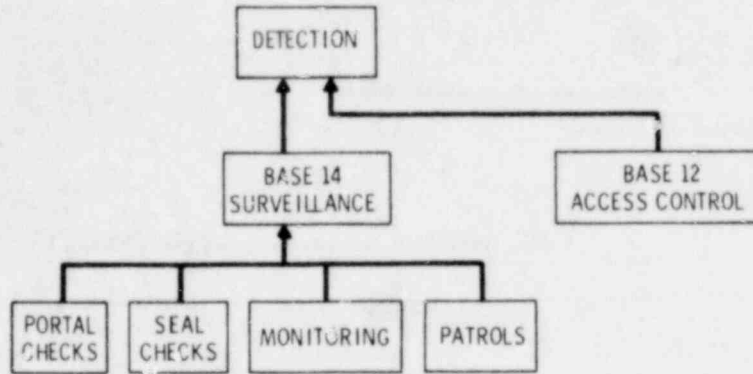 DETECTION
BASE 14
SURVEILLANCE
BASE 12
ACCESS CONTROL
PORTAL
CHECKS
SEAL
CHECKS
MONITORING
PATROLS